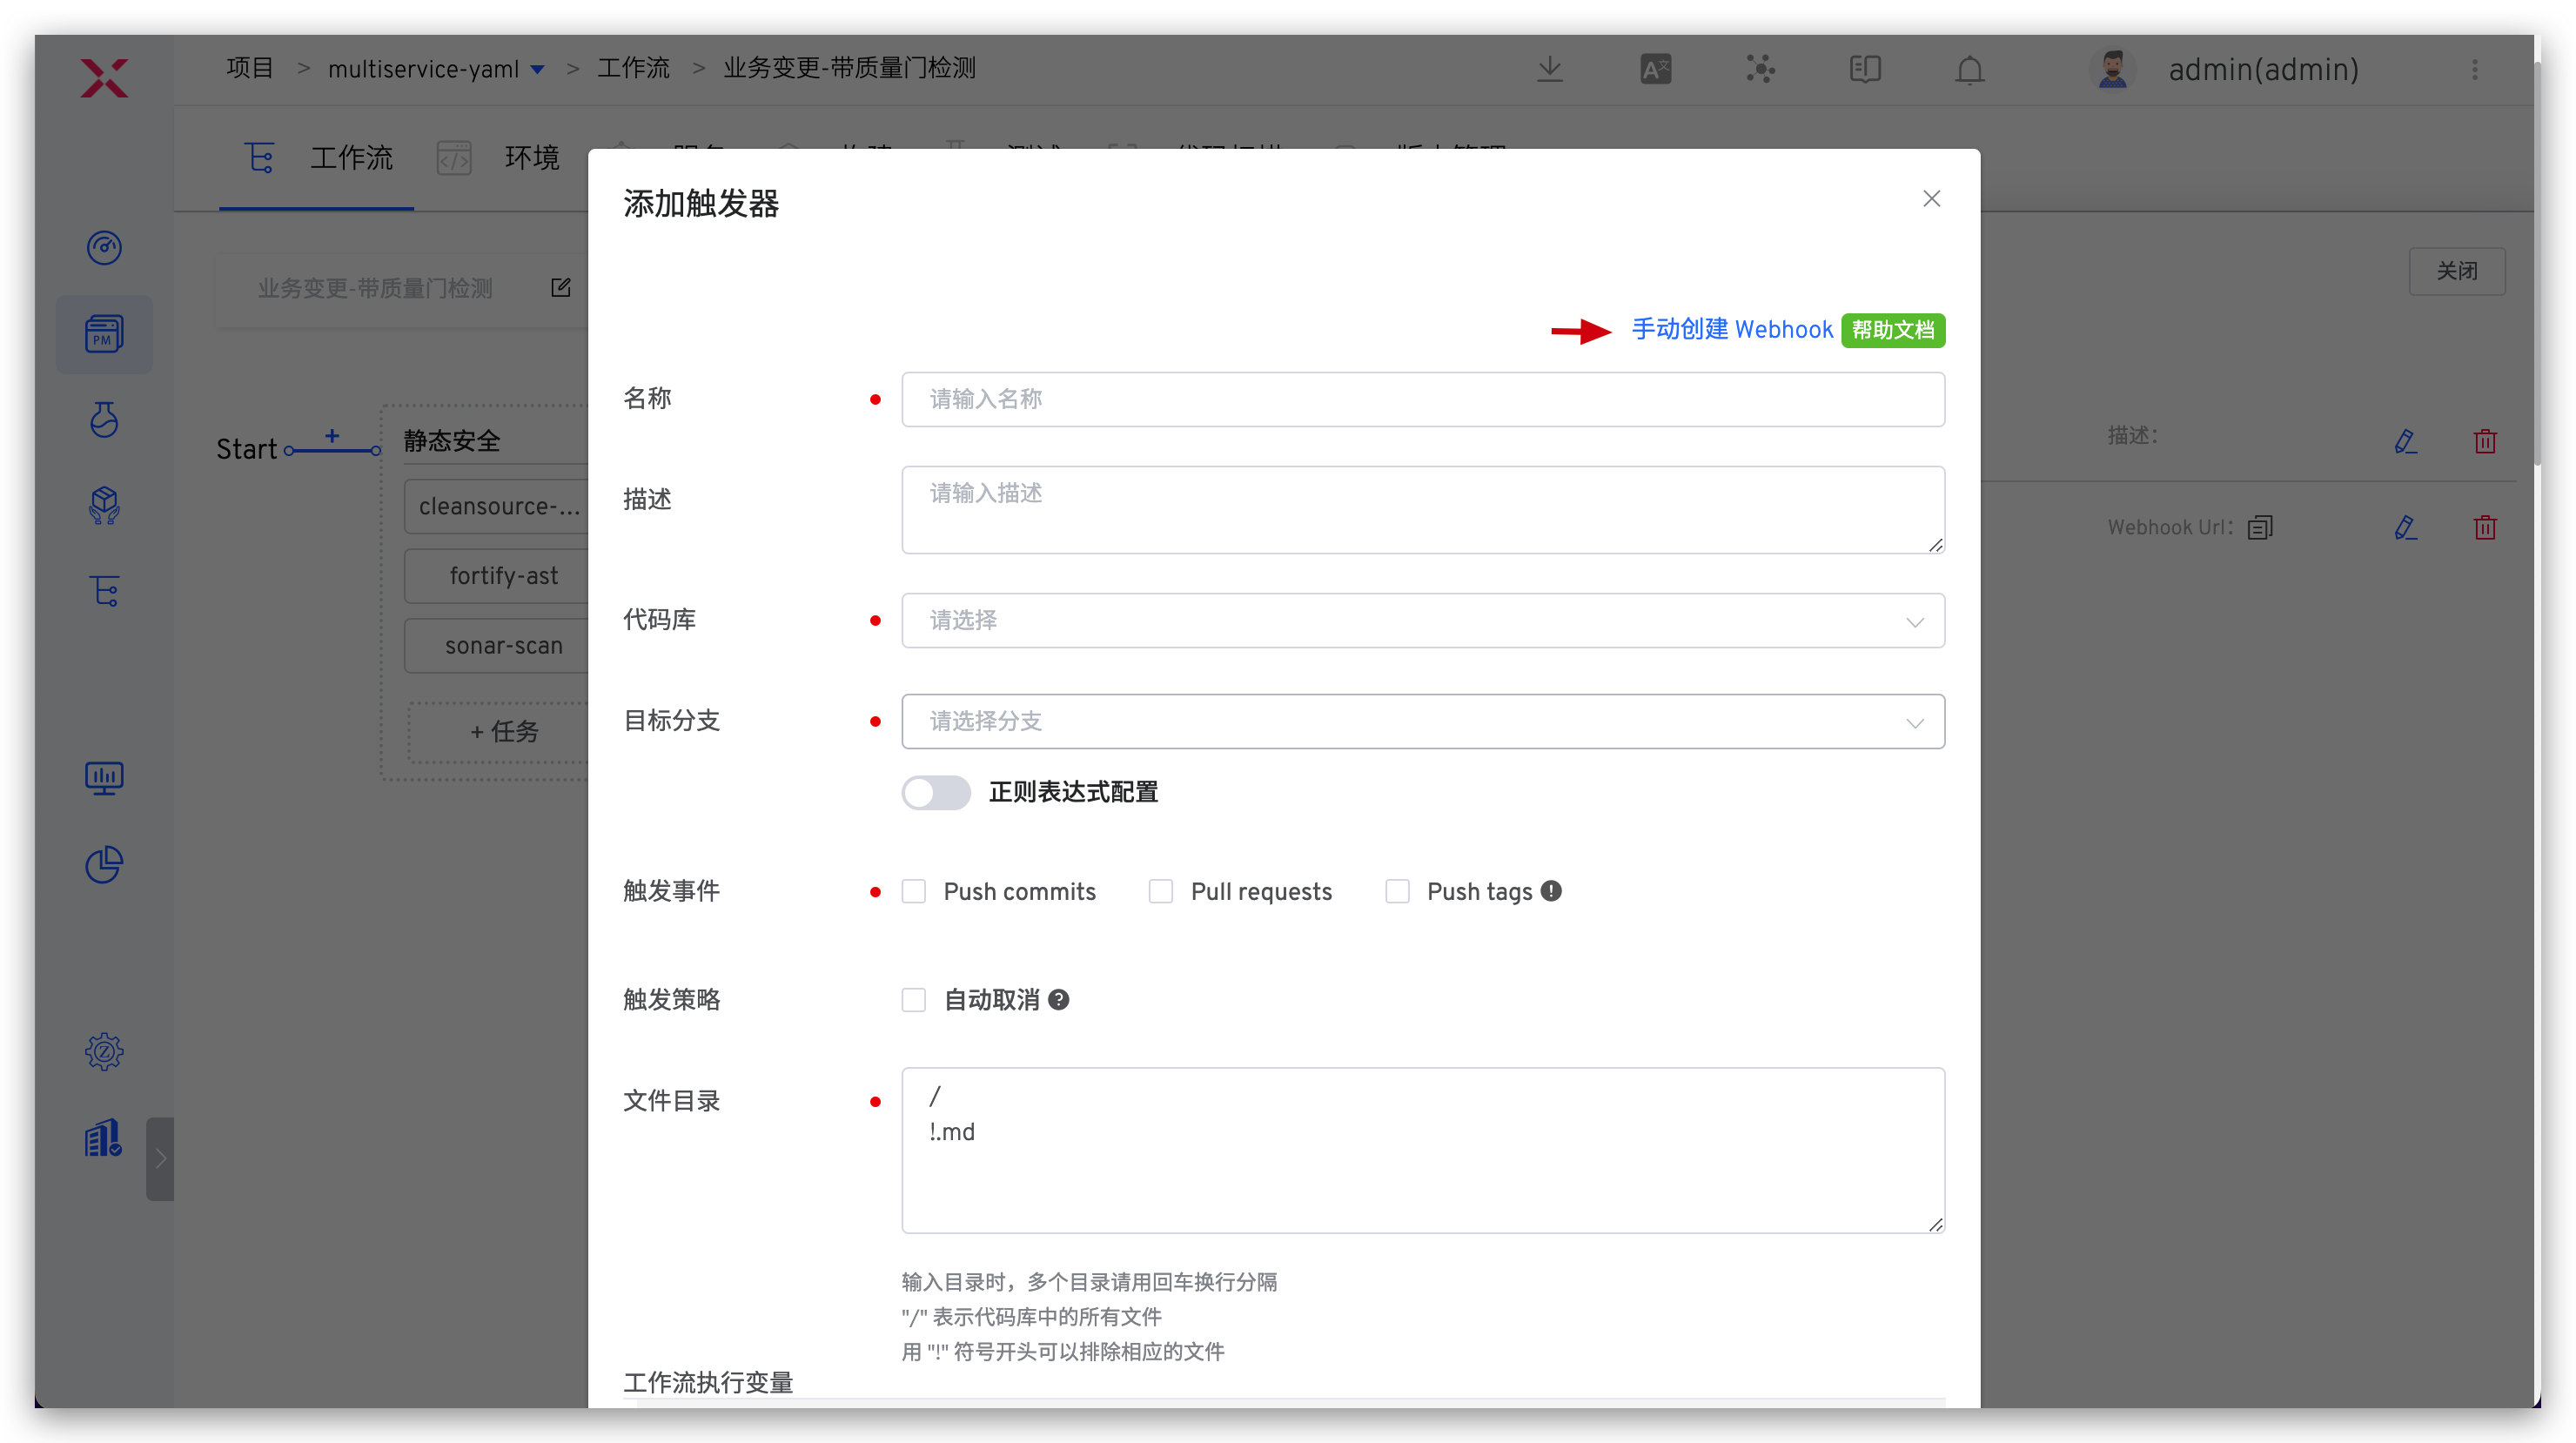 项目 > multiservice-yaml > 工作流 > 业务变更-带质量门检测
admin(admin)
工作流
环境
添加触发器
业务变更-带质量门检测
关闭
手动创建 Webhook 帮助文档
名称
请输入名称
Start
静态安全
描述:
cleansource-...
描述
请输入描述
Webhook Url:
fortify-ast
代码库
请选择
sonar-scan
目标分支
请选择分支
+ 任务
正则表达式配置
触发事件
Push commits
Pull requests
Push tags
触发策略
自动取消
文件目录
/
!.md
输入目录时，多个目录请用回车换行分隔
"/" 表示代码库中的所有文件
用 "!" 符号开头可以排除相应的文件
工作流执行变量
PM